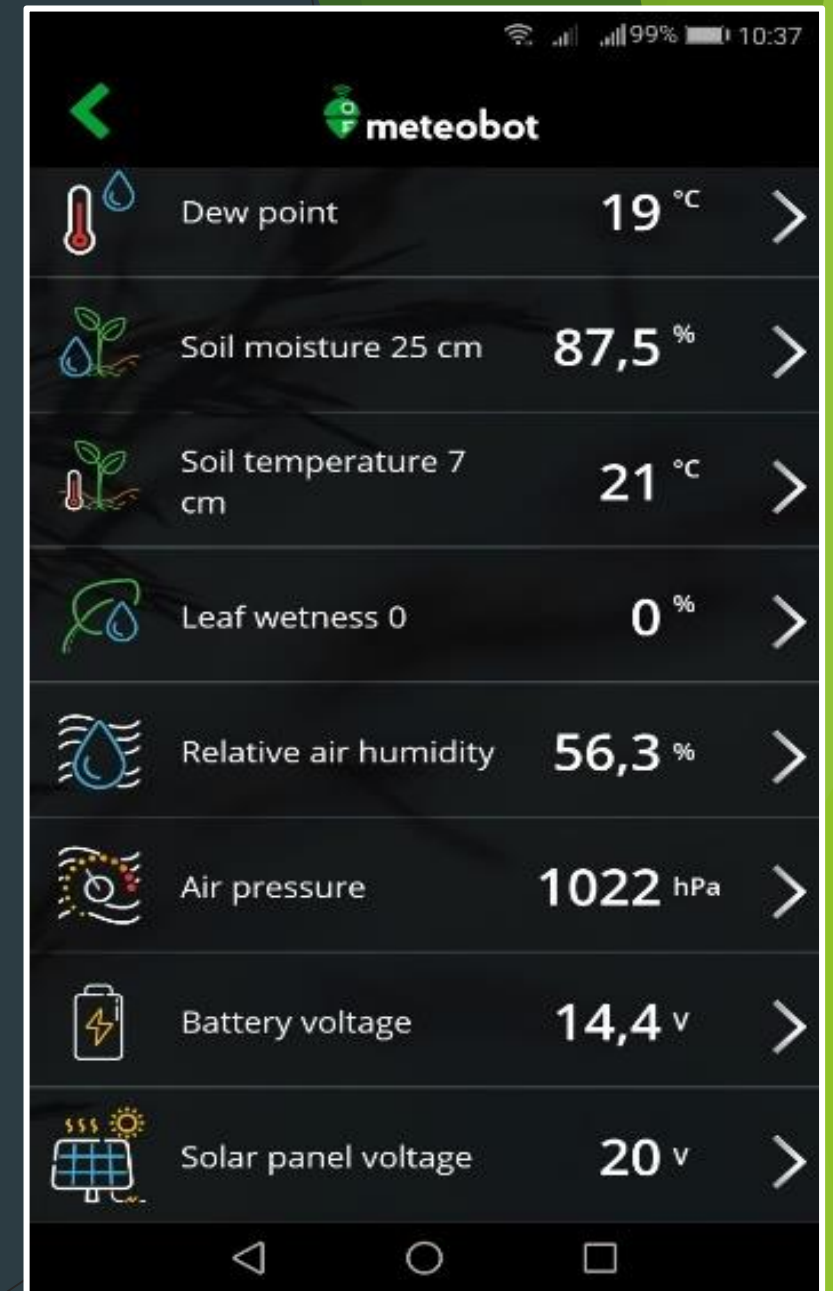 99% 10:37
meteobot
Dew point 19 °C
Soil moisture 25 cm 87,5 %
Soil temperature 7
cm 21 °C
Leaf wetness 0 0 %
Relative air humidity 56,3 %
Air pressure 1022 hPa
Battery voltage 14,4 V
Solar panel voltage 20 V